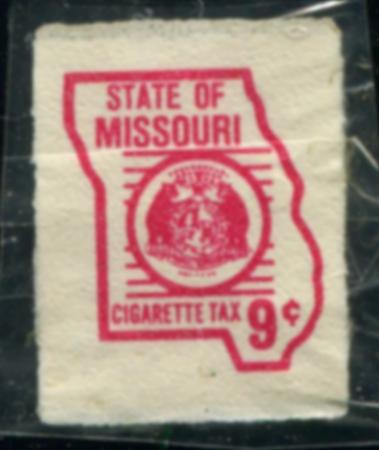 STATE OF
MISSOURI
CIGARETTE TAX 9¢